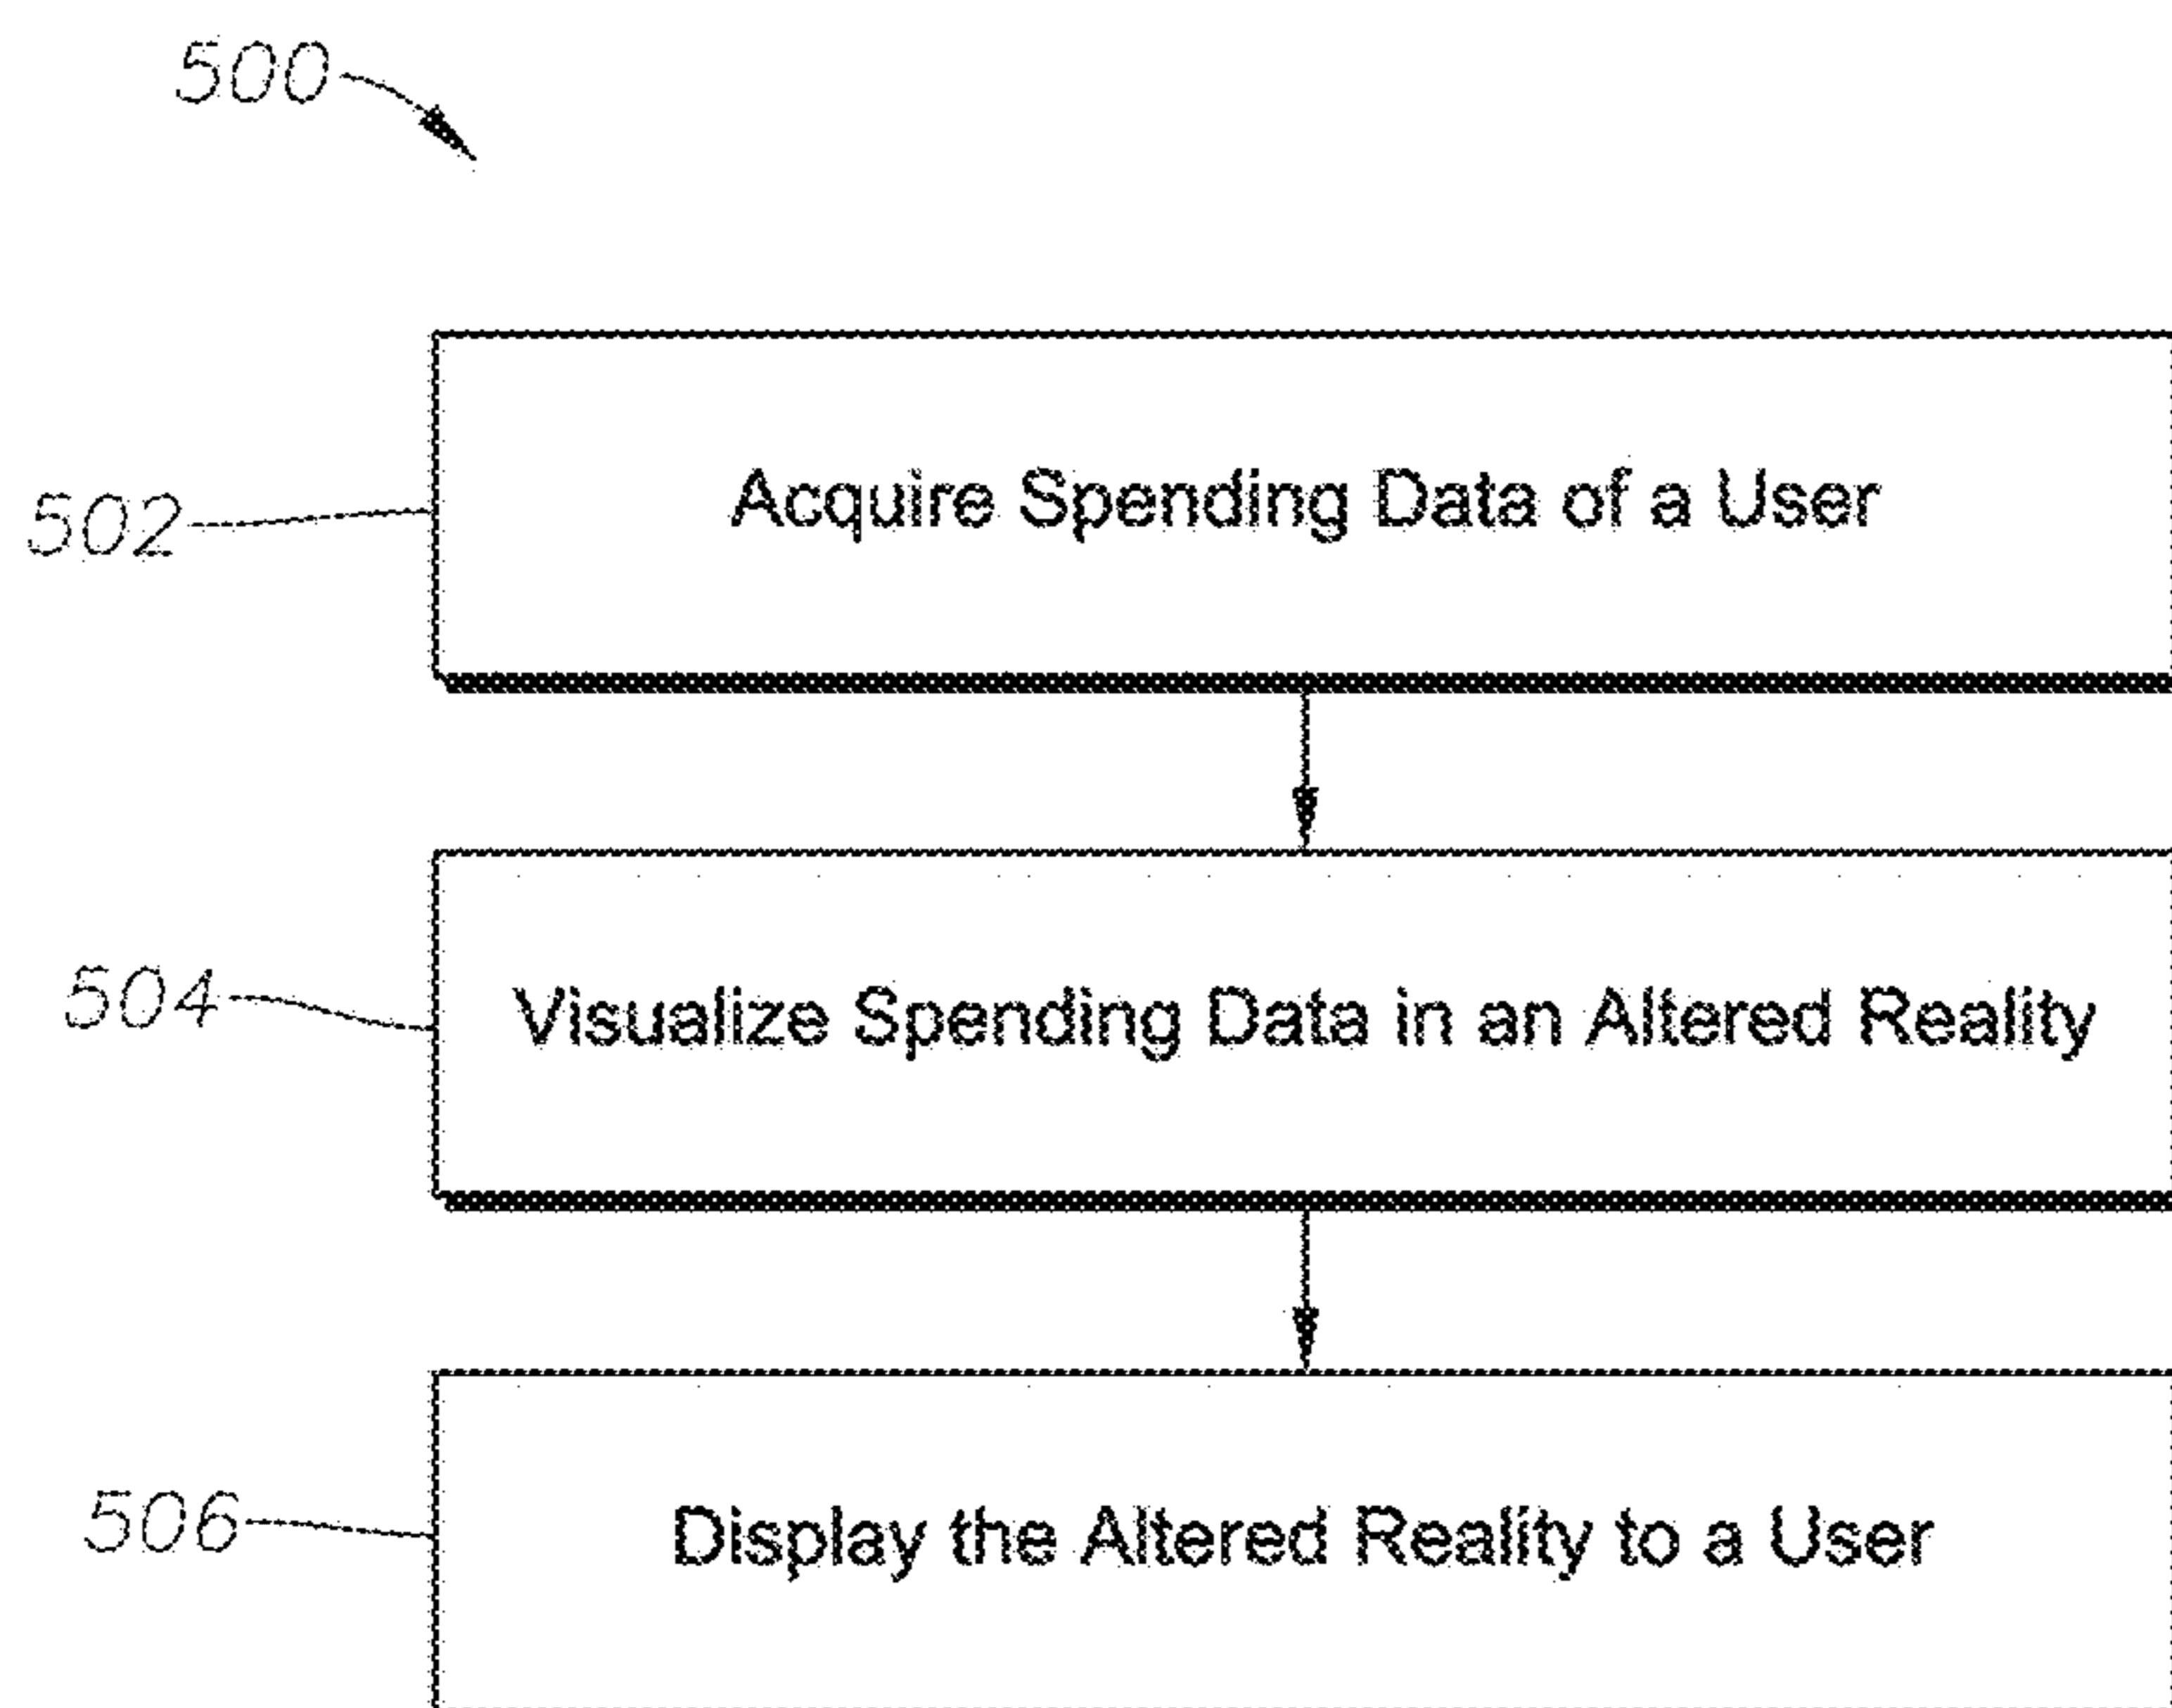 500
502
Acquire Spending Data of a User
504
Visualize Spending Data in an Altered Reality
506
Display the Altered Reality to a User